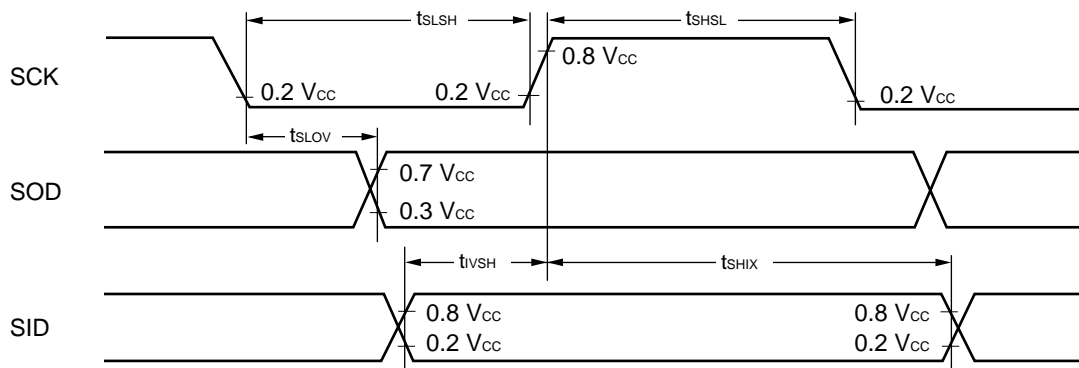 tSLSH
tSHSL
SCK
0.8 VCC
0.2 VCC
0.2 VCC
0.2 VCC
tSLOV
SOD
0.7 VCC
0.3 VCC
tIVSH
tSHIX
SID
0.8 VCC
0.8 VCC
0.2 VCC
0.2 VCC